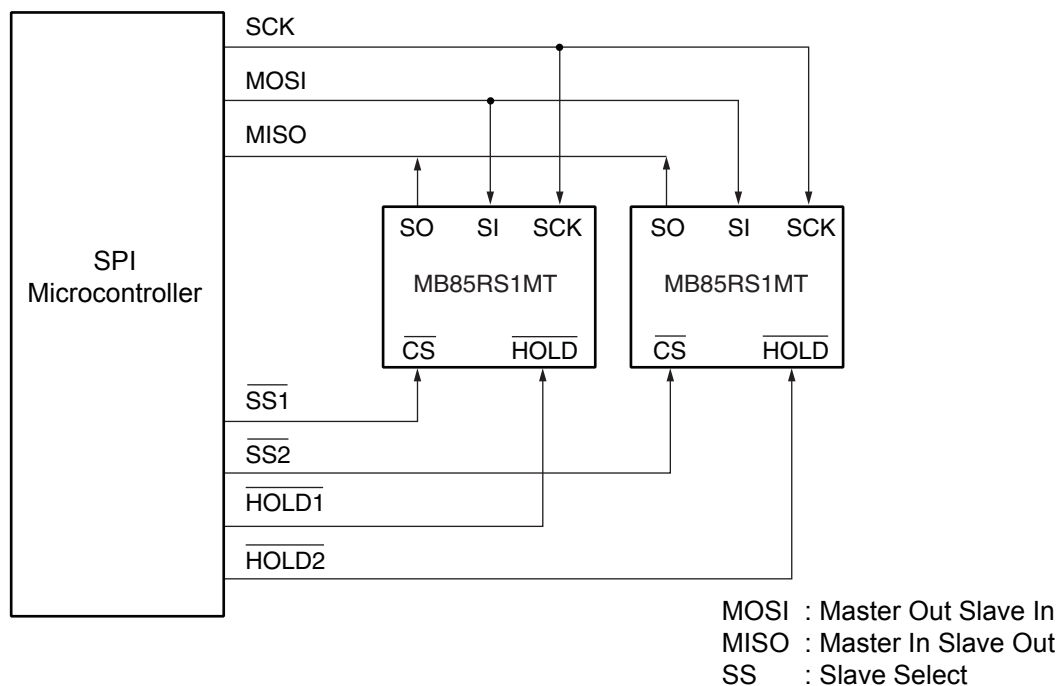 SCK
MOSI
MISO
SPI
Microcontroller
SO SI SCK
MB85RS1MT
CS HOLD
SO SI SCK
MB85RS1MT
CS HOLD
SS1
SS2
HOLD1
HOLD2
MOSI : Master Out Slave In
MISO : Master In Slave Out
SS : Slave Select